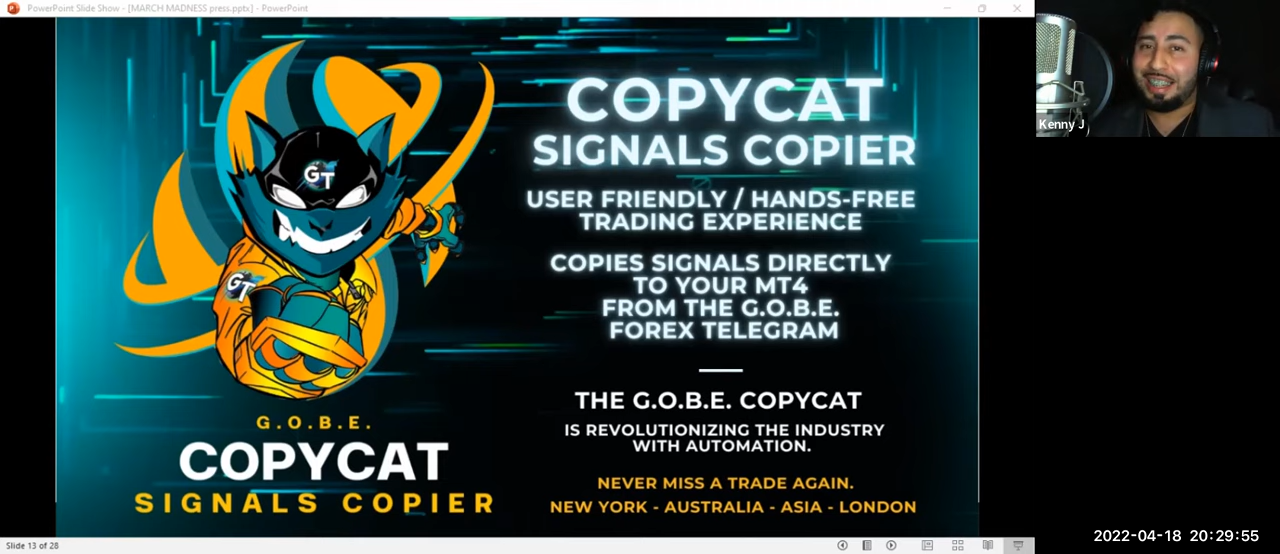 PowerPoint Slide Show - [MARCH MADNESS press.pptx] - PowerPoint
Kenny J
GT
GT
G.O.B.E.
COPYCAT
SIGNALS COPIER
COPYCAT
SIGNALS COPIER
USER FRIENDLY / HANDS-FREE
TRADING EXPERIENCE
COPIES SIGNALS DIRECTLY
TO YOUR MT4
FROM THE G.O.B.E.
FOREX TELEGRAM
THE G.O.B.E. COPYCAT
IS REVOLUTIONIZING THE INDUSTRY
WITH AUTOMATION.
NEVER MISS A TRADE AGAIN.
NEW YORK - AUSTRALIA - ASIA - LONDON
Slide 13 of 28
2022-04-18 20:29:55